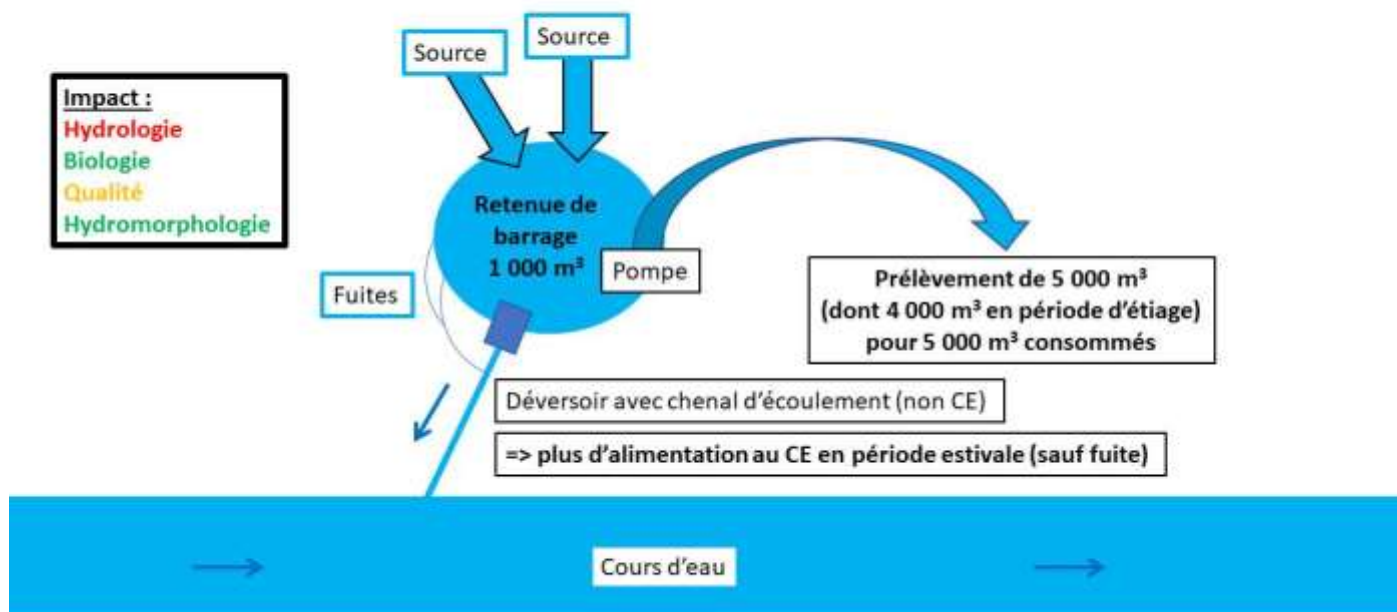 Source
Source
Impact :
Hydrologie
Biologie
Qualité
Hydromorphologie
Retenue de
barrage
1 000 m³
Pompe
Fuites
Prélèvement de 5 000 m³
(dont 4 000 m³ en période d'étiage)
pour 5 000 m³ consommés
Déversoir avec chenal d'écoulement (non CE)
=> plus d'alimentation au CE en période estivale (sauf fuite)
Cours d'eau